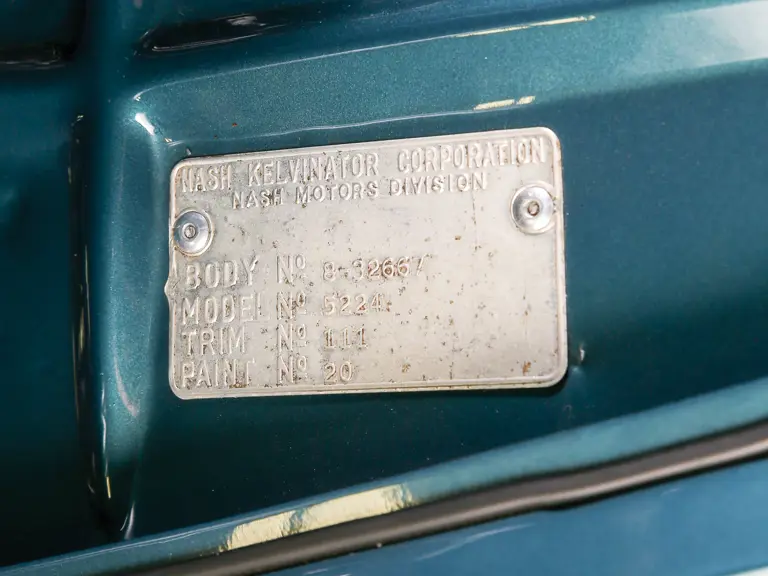 NASH KELVINATOR CORPORATION
NASH MOTORS DIVISION
BODY Nº 8-32667
MODEL Nº 5224
TRIM Nº 111
PAINT Nº 20